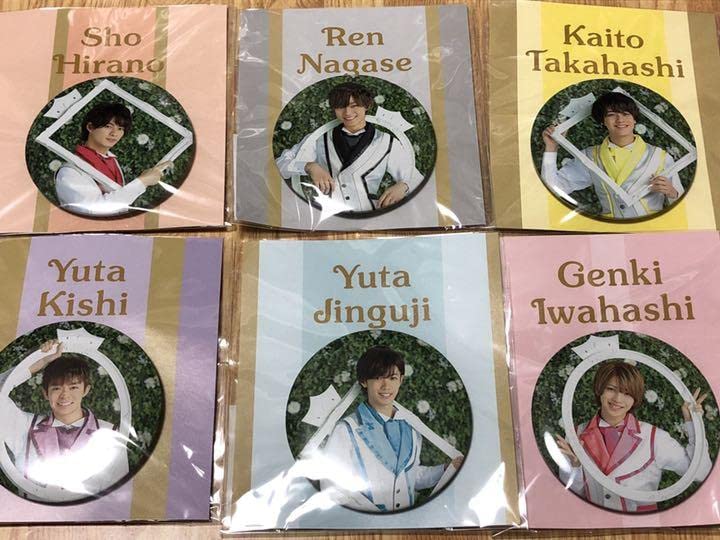 Sho
Hirano
Ren
Nagase
Kaito
Takahashi
Yuta
Kishi
Yuta
Jinguji
Genki
Iwahashi